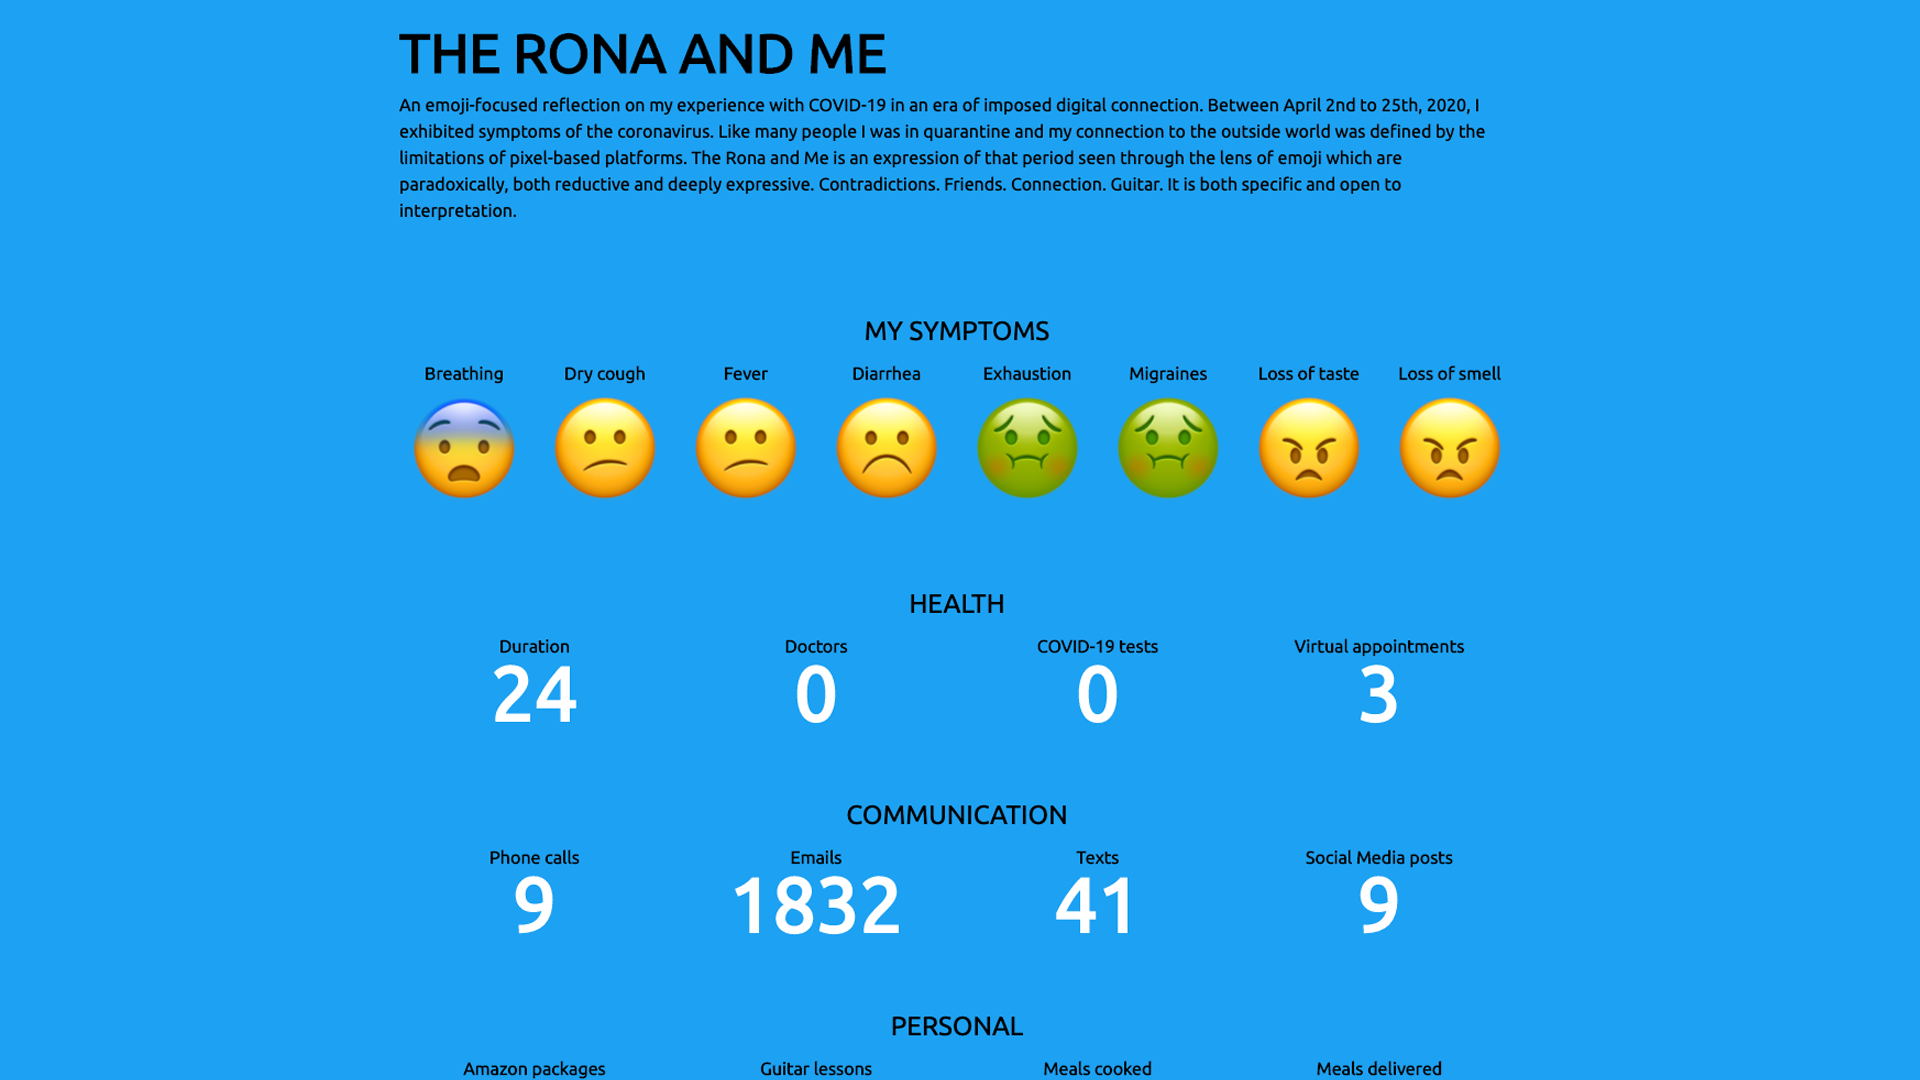 THE RONA AND ME
An emoji-focused reflection on my experience with COVID-19 in an era of imposed digital connection. Between April 2nd to 25th, 2020, I
exhibited symptoms of the coronavirus. Like many people I was in quarantine and my connection to the outside world was defined by the
limitations of pixel-based platforms. The Rona and Me is an expression of that period seen through the lens of emoji which are
paradoxically, both reductive and deeply expressive. Contradictions. Friends. Connection. Guitar. It is both specific and open to
interpretation.
MY SYMPTOMS
Breathing Dry cough Fever Diarrhea Exhaustion Migraines Loss of taste Loss of smell
HEALTH
Duration Doctors COVID-19 tests Virtual appointments
24 0 0 3
COMMUNICATION
Phone calls Emails Texts Social Media posts
9 1832 41 9
PERSONAL
Amazon packages Guitar lessons Meals cooked Meals delivered